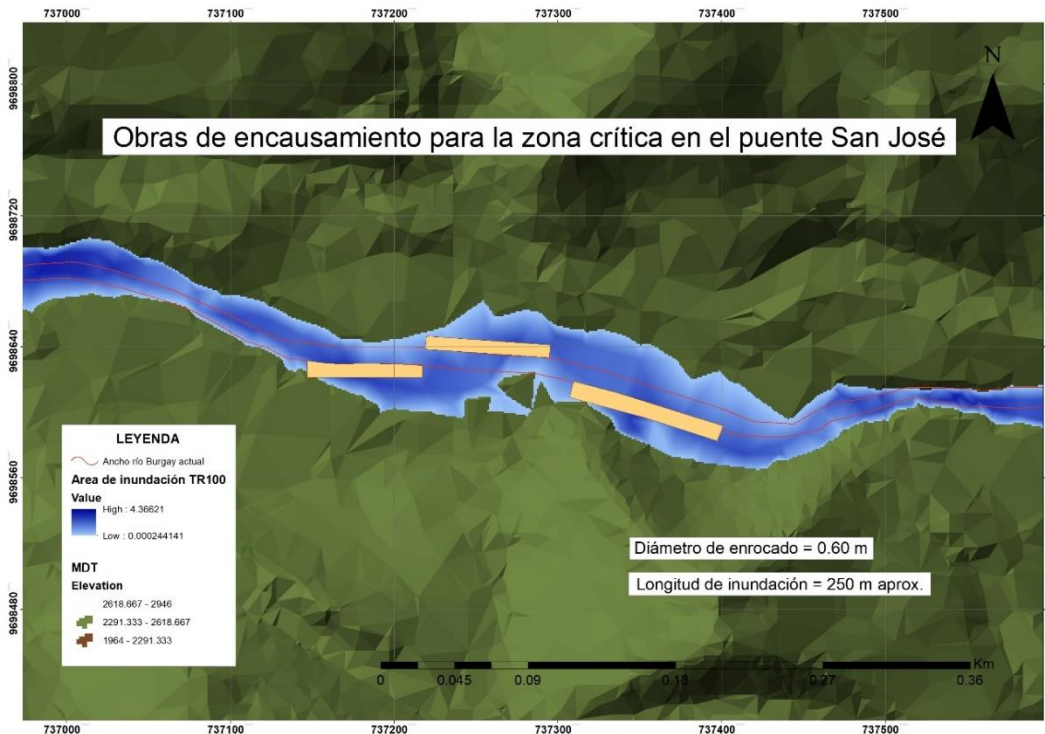 737000 737100 737200 737300 737400 737500
N
Obras de encausamiento para la zona crítica en el puente San José
9698800
9698720
9698640
9698560
9698480
LEYENDA
Ancho río Burgay actual
Area de inundación TR100
Value
High : 4.36621
Low : 0.000244141
MDT
Elevation
2618.667 - 2946
2291.333 - 2618.667
1964 - 2291.333
Diámetro de enrocado = 0.60 m
Longitud de inundación = 250 m aprox.
Km
0 0.045 0.09 0.18 0.27 0.36
737000 737100 737200 737300 737400 737500